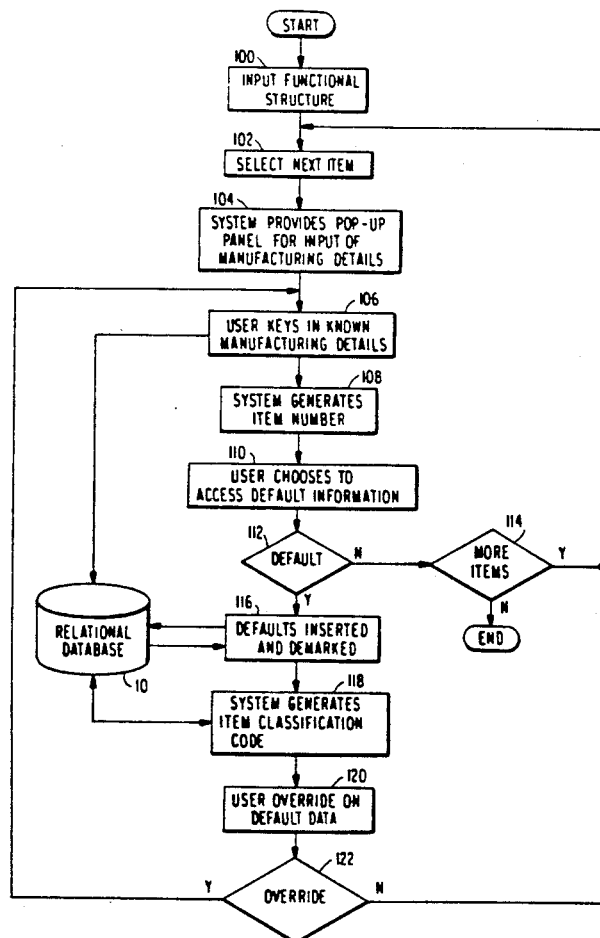 START
100
INPUT FUNCTIONAL
STRUCTURE
102
SELECT NEXT ITEM
104
SYSTEM PROVIDES POP-UP
PANEL FOR INPUT OF
MANUFACTURING DETAILS
106
USER KEYS IN KNOWN
MANUFACTURING DETAILS
108
SYSTEM GENERATES
ITEM NUMBER
110
USER CHOOSES TO
ACCESS DEFAULT INFORMATION
112
DEFAULT
N
Y
114
MORE
ITEMS
Y
N
END
116
DEFAULTS INSERTED
AND DEMARKED
RELATIONAL
DATABASE
10
118
SYSTEM GENERATES
ITEM CLASSIFICATION
CODE
120
USER OVERRIDE ON
DEFAULT DATA
122
Y
OVERRIDE
N